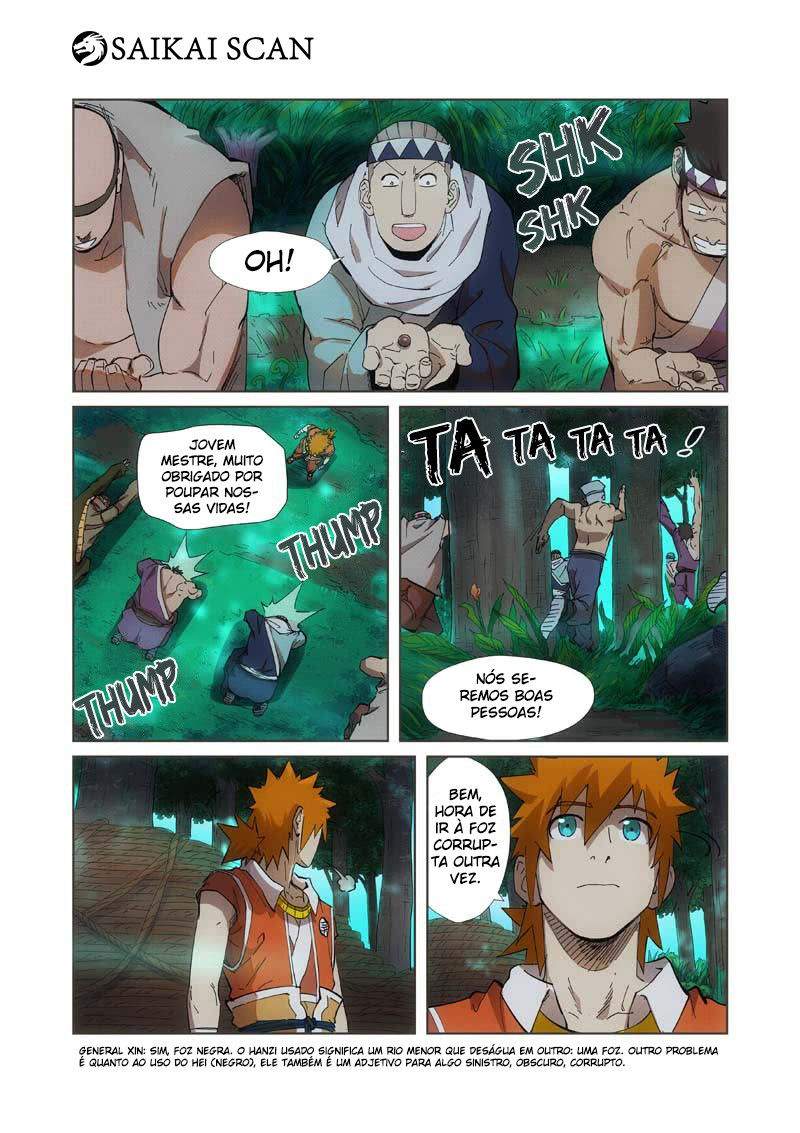 SAIKAI SCAN
SHK
SHK
OH!
JOVEM
MESTRE, MUITO
OBRIGADO POR
POUPAR NOS-
SAS VIDAS!
THUMP
THUMP
TA TA TA TA !
NÓS SE-
REMOS BOAS
PESSOAS!
BEM,
HORA DE
IR À FOZ
CORRUP-
TA OUTRA
VEZ.
GENERAL XIN: SIM, FOZ NEGRA. O HANZI USADO SIGNIFICA UM RIO MENOR QUE DESÁGUA EM OUTRO: UMA FOZ. OUTRO PROBLEMA
É QUANTO AO USO DO HEI (NEGRO), ELE TAMBÉM É UM ADJETIVO PARA ALGO SINISTRO, OBSCURO, CORRUPTO.